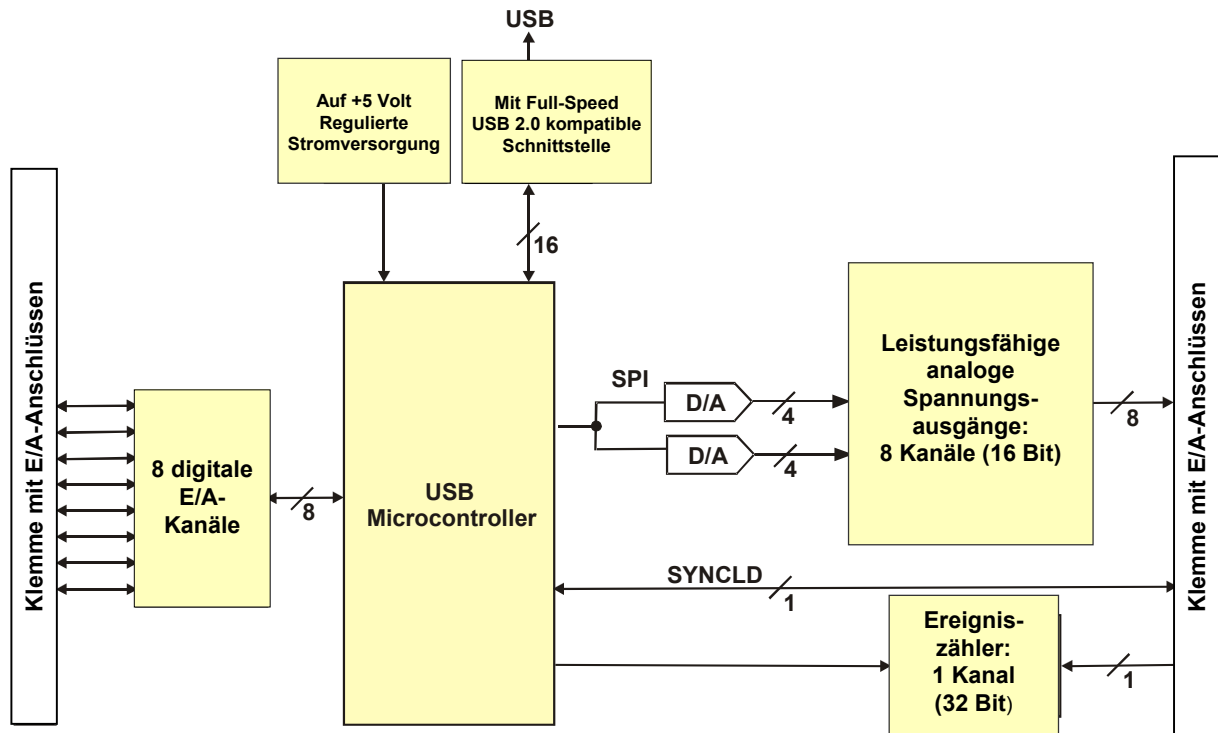 USB
Auf +5 Volt
Regulierte
Stromversorgung
Mit Full-Speed
USB 2.0 kompatible
Schnittstelle
16
Klemme mit E/A-Anschlüssen
8 digitale
E/A-
Kanäle
8
USB
Microcontroller
SPI
D/A
4
D/A
4
Leistungsfähige
analoge
Spannungs-
ausgänge:
8 Kanäle (16 Bit)
8
SYNCLD
1
Ereignis-
zähler:
1 Kanal
(32 Bit)
1
Klemme mit E/A-Anschlüssen